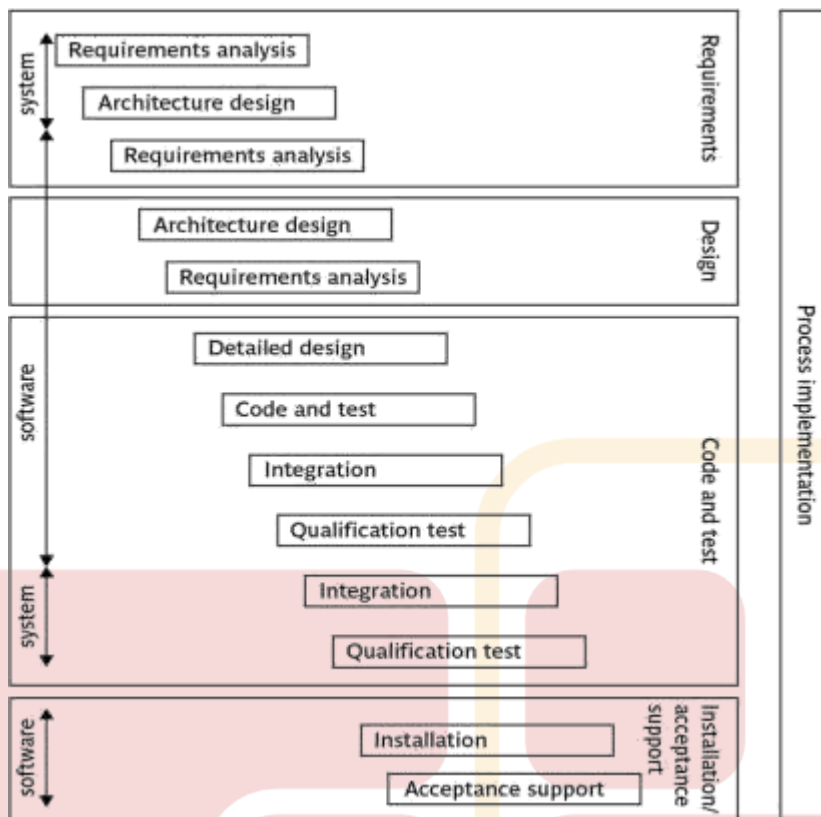 system
Requirements analysis
Architecture design
Requirements analysis
Requirements
Architecture design
Requirements analysis
Design
software
Detailed design
Code and test
Integration
Qualification test
Code and test
system
Integration
Qualification test
software
Installation
Acceptance support
Installation/
acceptance
support
Process implementation